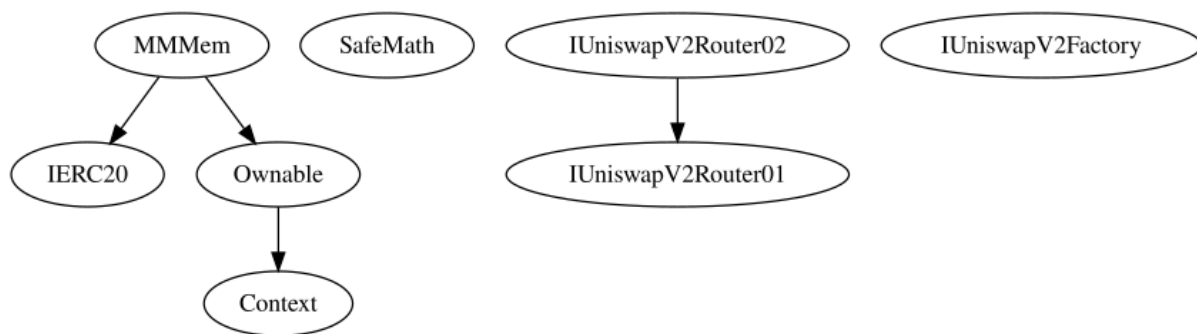 MMMem
SafeMath
IUniswapV2Router02
IUniswapV2Factory
IERC20
Ownable
IUniswapV2Router01
Context